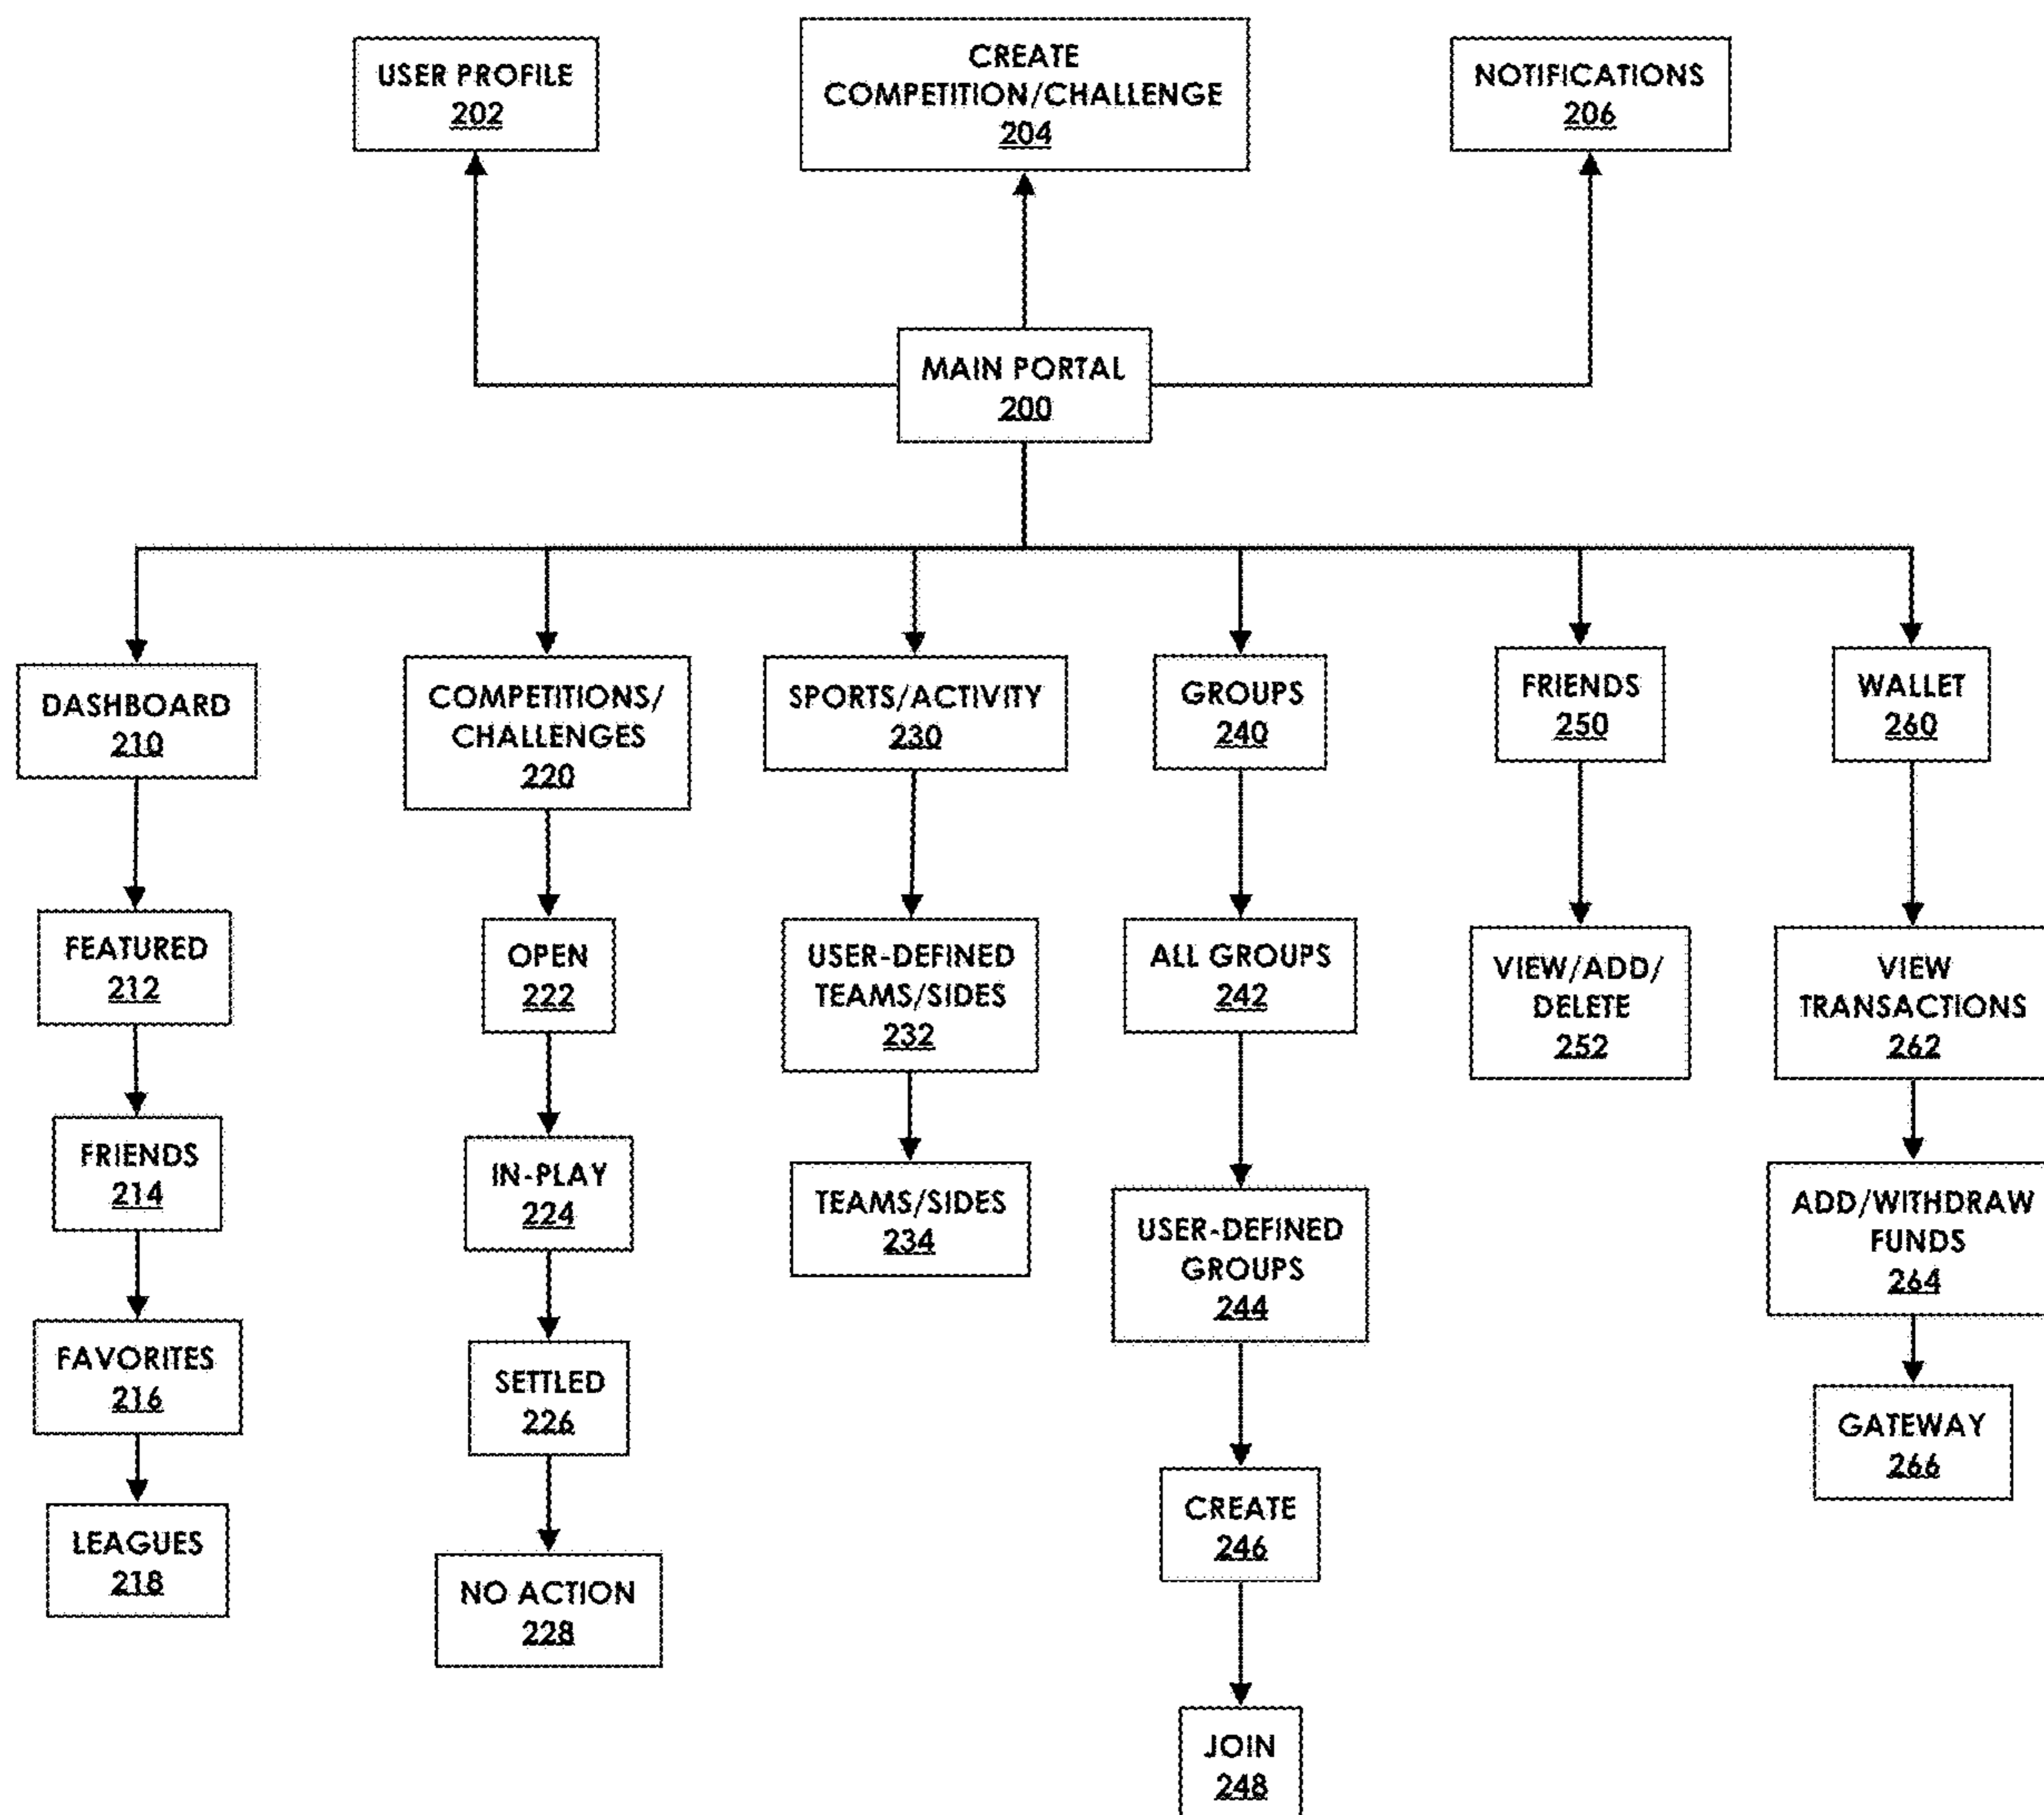 USER PROFILE
202
CREATE
COMPETITION/CHALLENGE
204
NOTIFICATIONS
206
MAIN PORTAL
200
DASHBOARD
210
COMPETITIONS/
CHALLENGES
220
SPORTS/ACTIVITY
230
GROUPS
240
FRIENDS
250
WALLET
260
FEATURED
212
OPEN
222
USER-DEFINED
TEAMS/SIDES
232
ALL GROUPS
242
VIEW/ADD/
DELETE
252
VIEW
TRANSACTIONS
262
FRIENDS
214
IN-PLAY
224
TEAMS/SIDES
234
USER-DEFINED
GROUPS
244
ADD/WITHDRAW
FUNDS
264
FAVORITES
216
SETTLED
226
GATEWAY
266
LEAGUES
218
NO ACTION
228
CREATE
246
JOIN
248